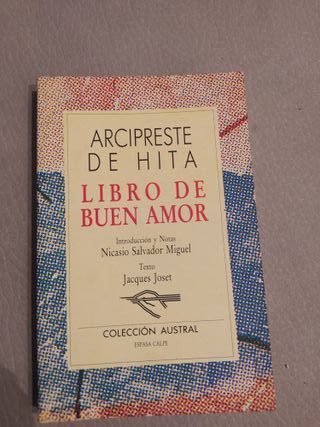 ARCIPRESTE
DE HITA
LIBRO DE
BUEN AMOR
Introducción y Notas
Nicasio Salvador Miguel
Texto
Jacques Joset
COLECCIÓN AUSTRAL
ESPASA CALPE